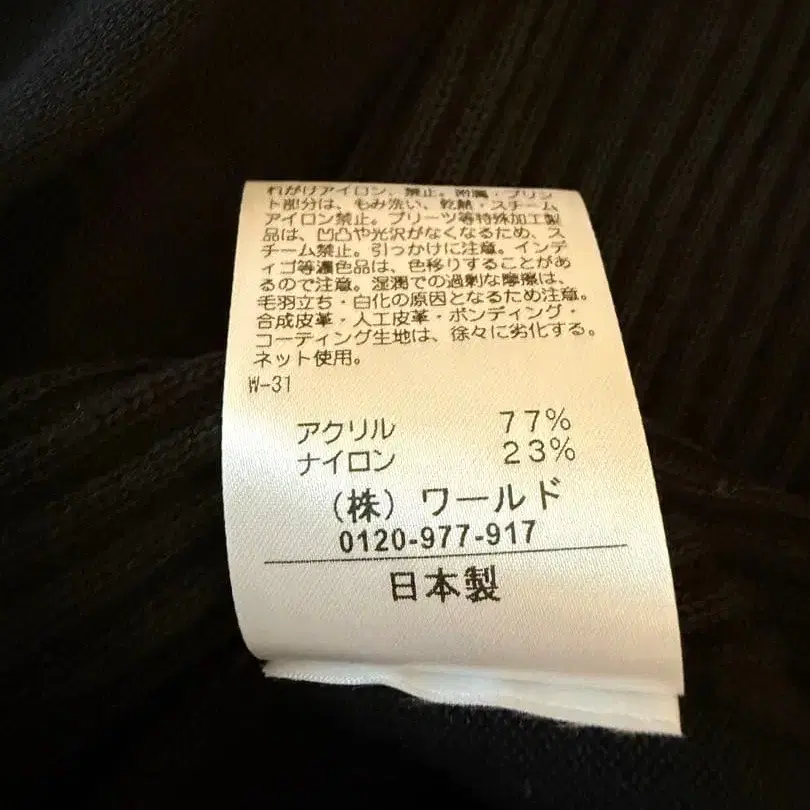 れがけアイロン、禁止。附属・プリン
ト部分は、もみ洗い、乾熱・スチーム
アイロン禁止。プリーツ等特殊加工製
品は、凹凸や光沢がなくなるため、ス
チーム禁止。引っかけに注意。インデ
ィゴ等濃色品は、色移りすることがあ
るので注意。湿潤での過剰な摩擦は、
毛羽立ち・白化の原因となるため注意。
合成皮革・人工皮革・ボンディング・
コーティング生地は、徐々に劣化する。
ネット使用。
W-31
アクリル 77%
ナイロン 23%
(株)ワールド
0120-977-917
日本製